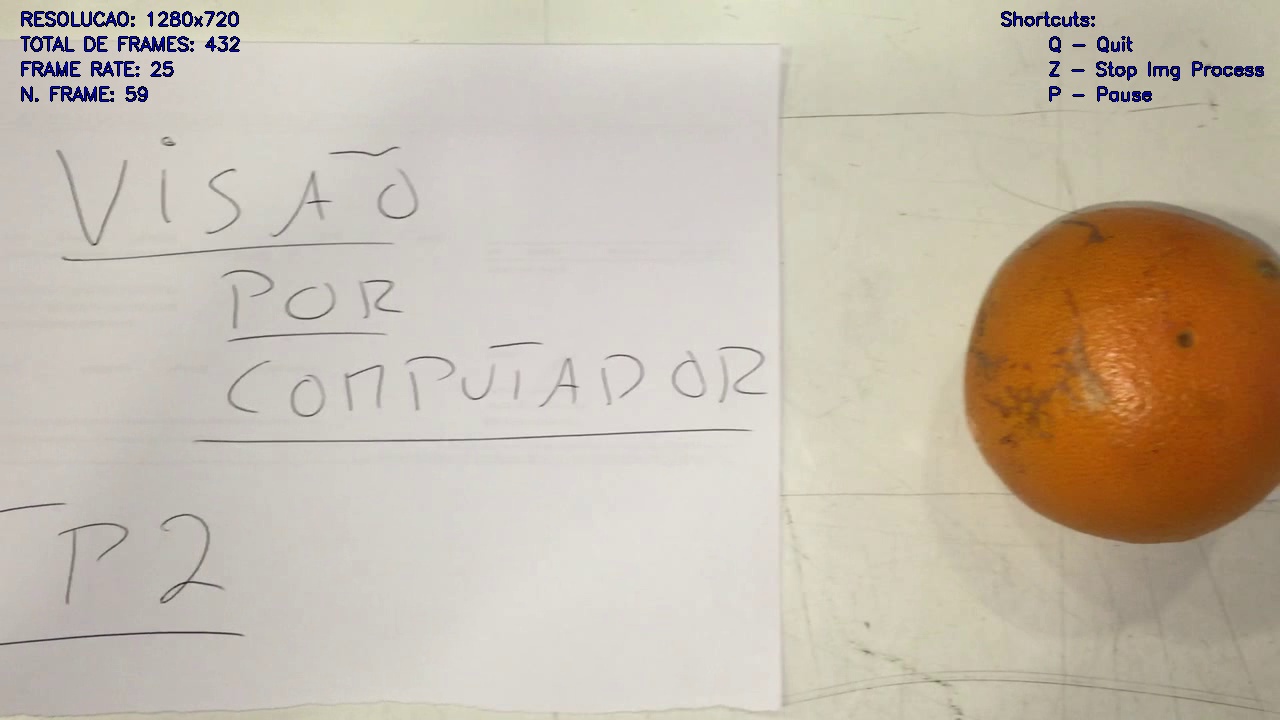 RESOLUCAO: 1280x720
TOTAL DE FRAMES: 432
FRAME RATE: 25
N. FRAME: 59
Shortcuts:
Q - Quit
Z - Stop Img Process
P - Pause
VISÃO
POR
COMPUTADOR
TP2